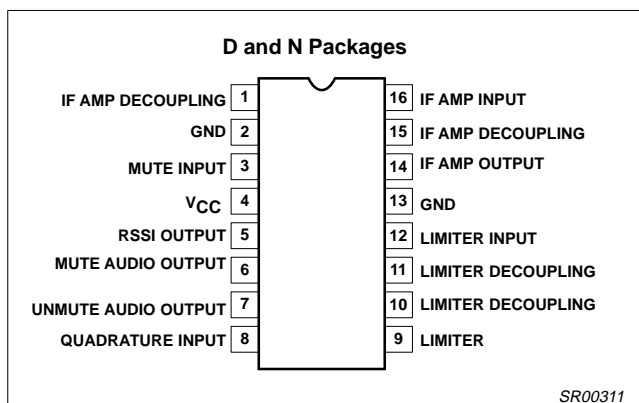 D and N Packages
IF AMP DECOUPLING 1
GND 2
MUTE INPUT 3
VCC 4
RSSI OUTPUT 5
MUTE AUDIO OUTPUT 6
UNMUTE AUDIO OUTPUT 7
QUADRATURE INPUT 8
16 IF AMP INPUT
15 IF AMP DECOUPLING
14 IF AMP OUTPUT
13 GND
12 LIMITER INPUT
11 LIMITER DECOUPLING
10 LIMITER DECOUPLING
9 LIMITER
SR00311